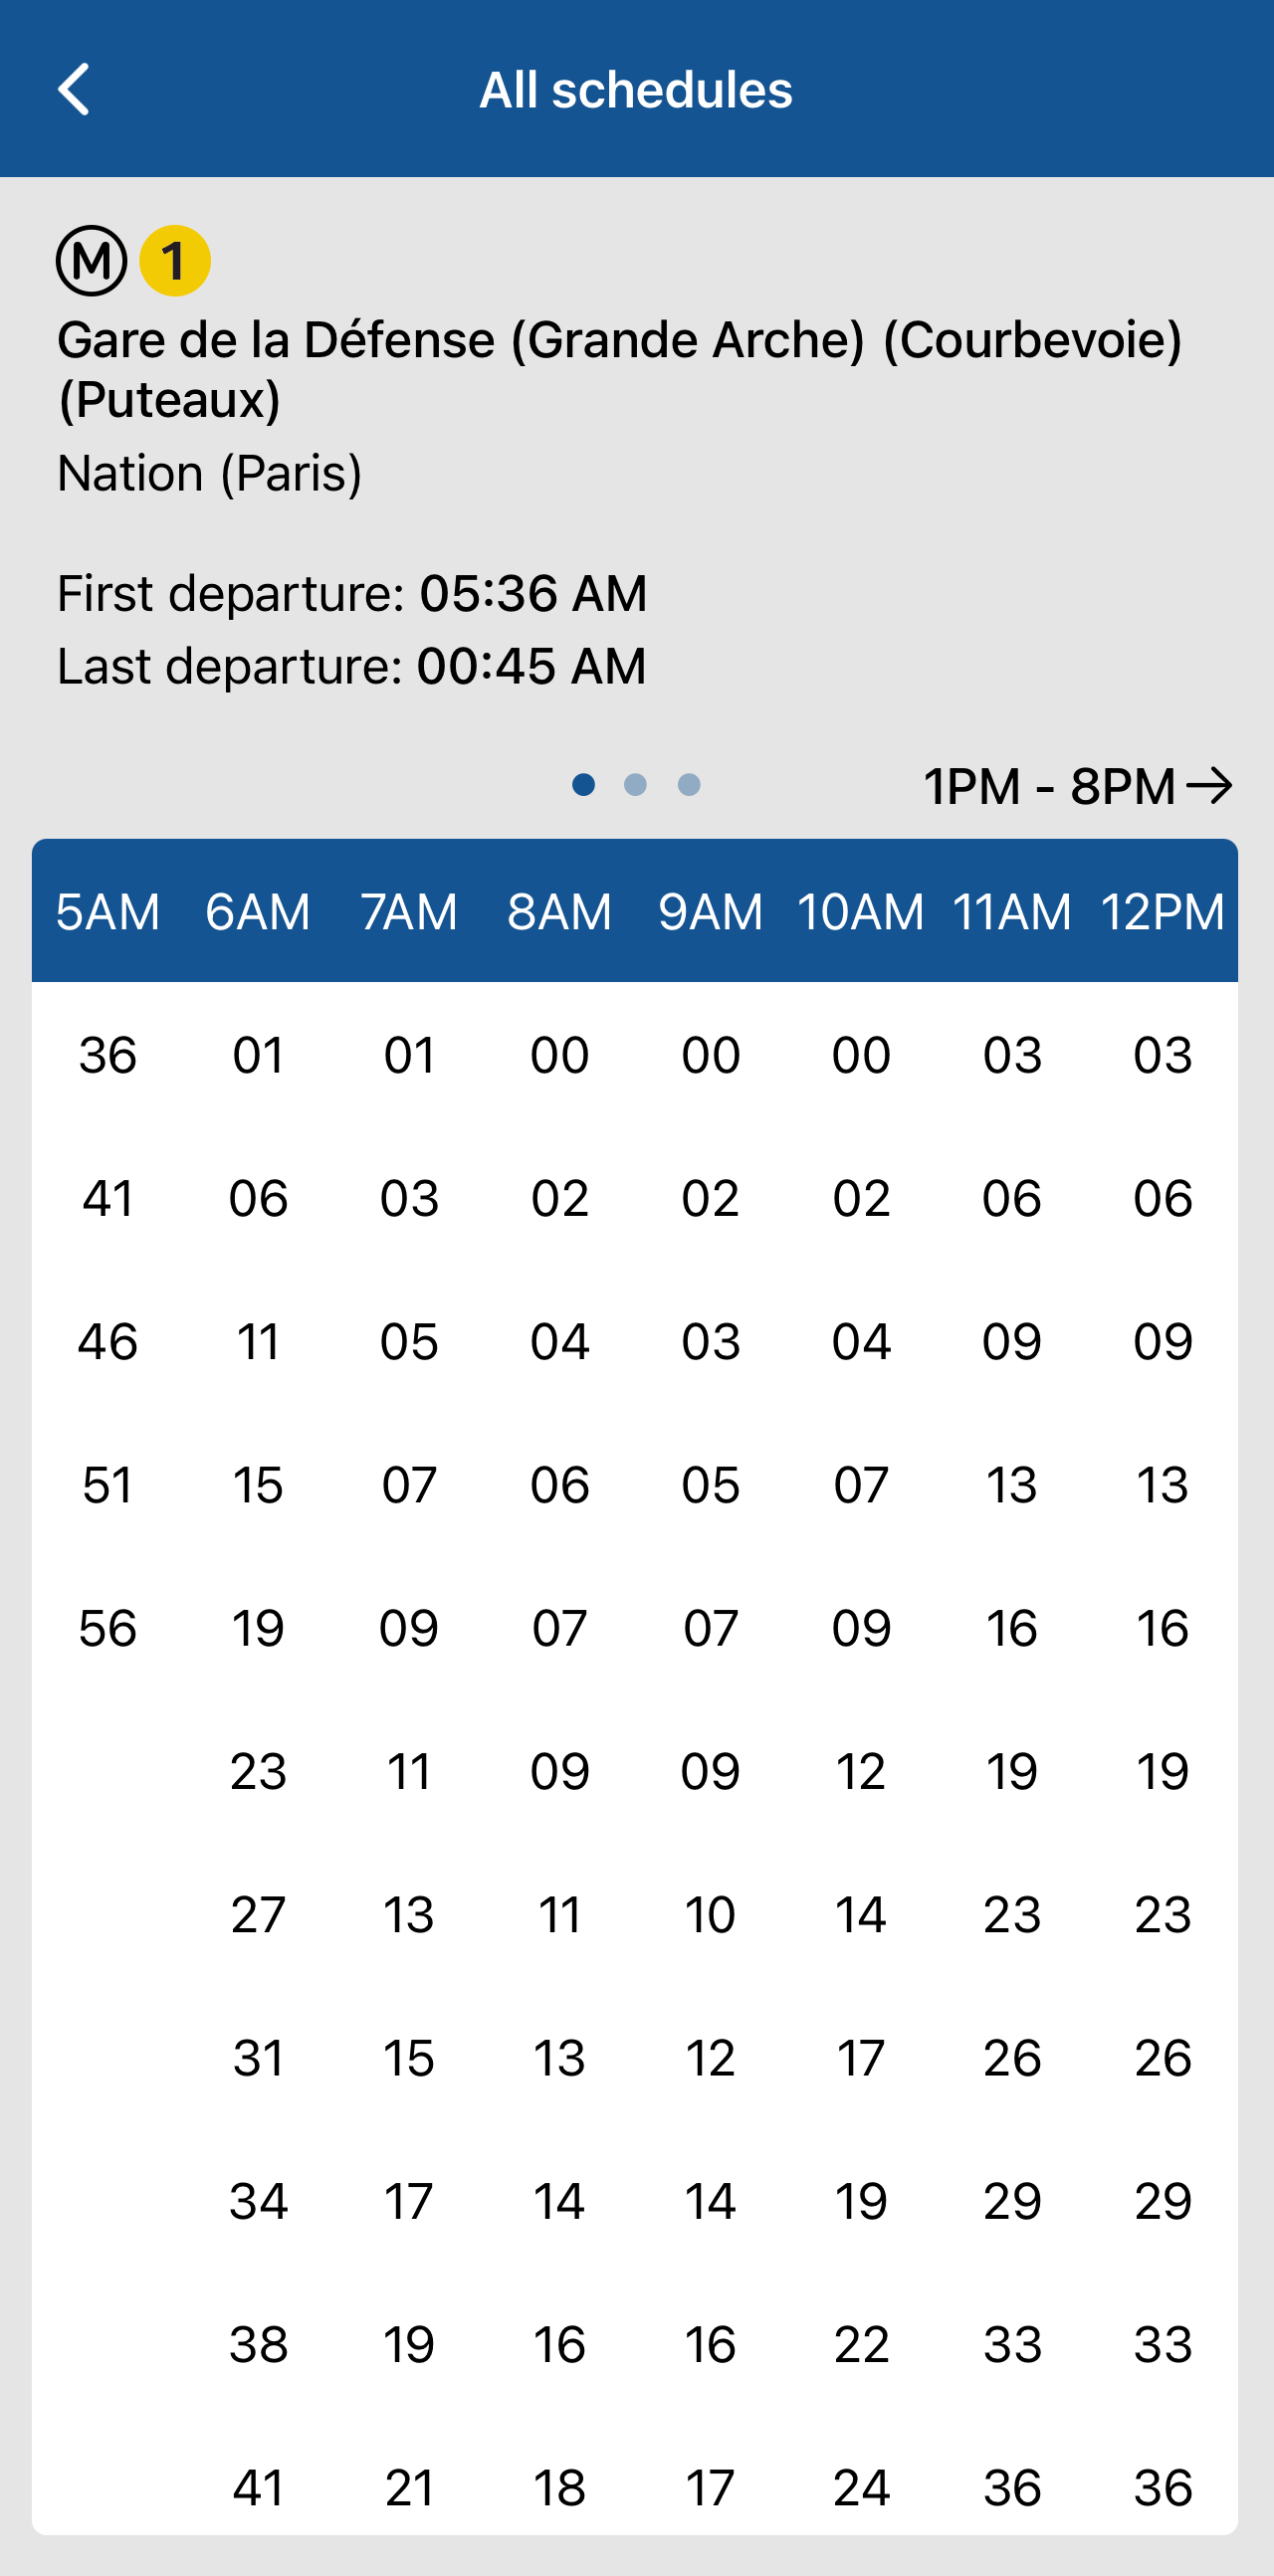 All schedules
M 1
Gare de la Défense (Grande Arche) (Courbevoie)
(Puteaux)
Nation (Paris)
First departure: 05:36 AM
Last departure: 00:45 AM
1PM - 8PM
5AM 6AM 7AM 8AM 9AM 10AM 11AM 12PM
36 01 01 00 00 00 03 03
41 06 03 02 02 02 06 06
46 11 05 04 03 04 09 09
51 15 07 06 05 07 13 13
56 19 09 07 07 09 16 16
23 11 09 09 12 19 19
27 13 11 10 14 23 23
31 15 13 12 17 26 26
34 17 14 14 19 29 29
38 19 16 16 22 33 33
41 21 18 17 24 36 36